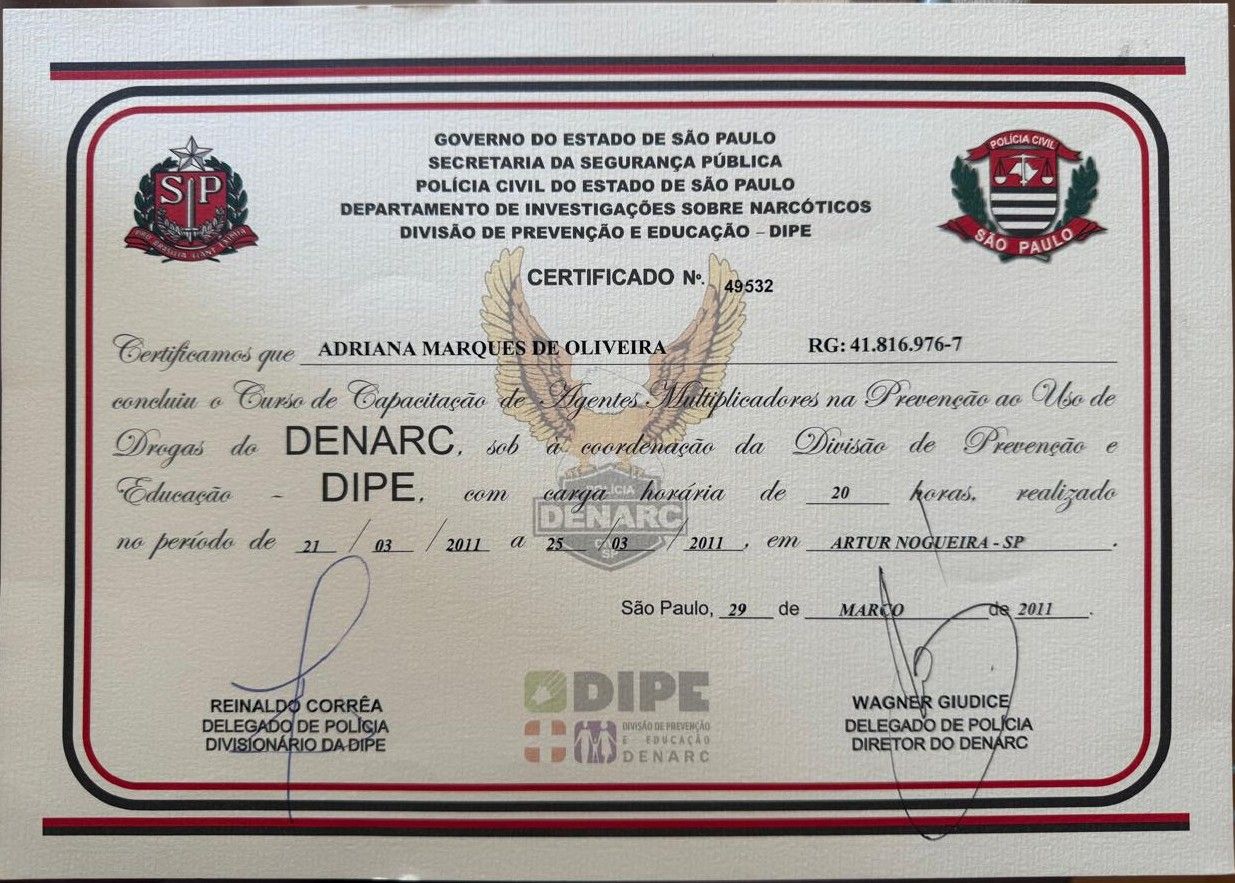 GOVERNO DO ESTADO DE SÃO PAULO
SECRETARIA DA SEGURANÇA PÚBLICA
POLÍCIA CIVIL DO ESTADO DE SÃO PAULO
DEPARTAMENTO DE INVESTIGAÇÕES SOBRE NARCÓTICOS
DIVISÃO DE PREVENÇÃO E EDUCAÇÃO – DIPE
SP
POLÍCIA CIVIL
SÃO PAULO
CERTIFICADO Nº. 49532
Certificamos que ADRIANA MARQUES DE OLIVEIRA RG: 41.816.976-7
concluiu o Curso de Capacitação de Agentes Multiplicadores na Prevenção ao Uso de
Drogas do DENARC, sob a coordenação da Divisão de Prevenção e
Educação - DIPE, com carga horária de 20 horas, realizado
no período de 21 / 03 / 2011 a 25 / 03 / 2011, em ARTUR NOGUEIRA - SP.
POLÍCIA
DENARC
SP
São Paulo, 29 de MARÇO de 2011.
REINALDO CORRÊA
DELEGADO DE POLÍCIA
DIVISIONÁRIO DA DIPE
DIPE
DIVISÃO DE PREVENÇÃO
E EDUCAÇÃO
DENARC
WAGNER GIUDICE
DELEGADO DE POLÍCIA
DIRETOR DO DENARC